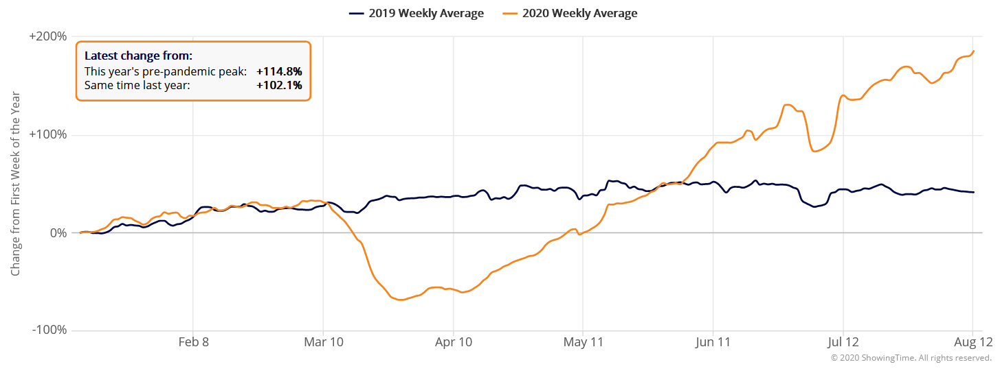 2019 Weekly Average 2020 Weekly Average
+200%
Latest change from:
This year's pre-pandemic peak: +114.8%
Same time last year: +102.1%
Change from First Week of the Year
+100%
0%
-100%
Feb 8 Mar 10 Apr 10 May 11 Jun 11 Jul 12 Aug 12
© 2020 ShowingTime. All rights reserved.